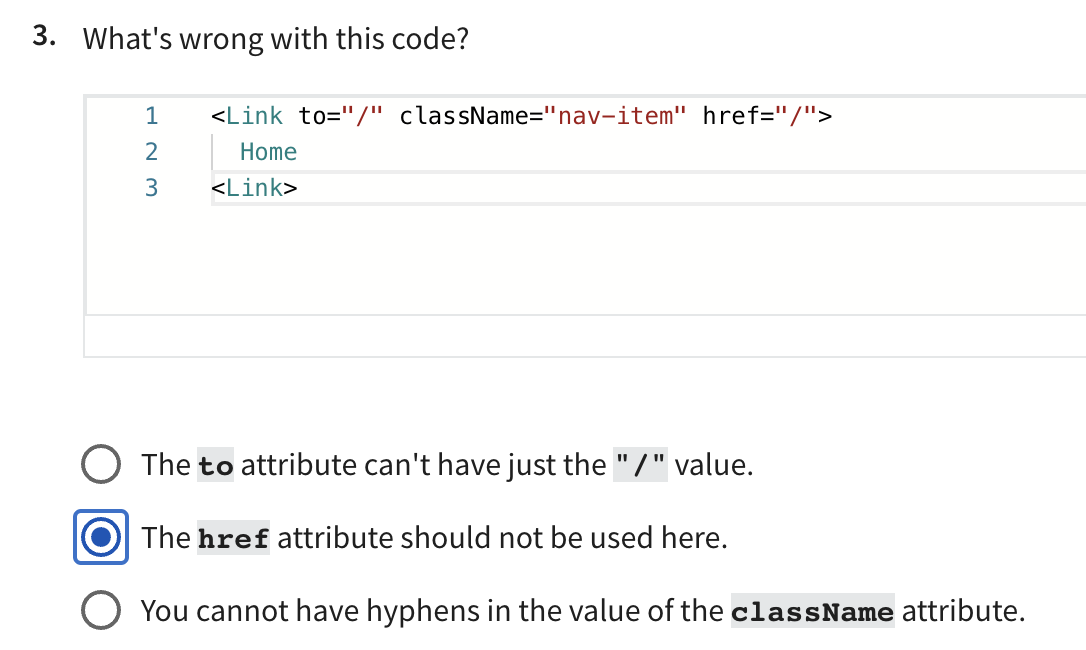 3. What's wrong with this code?
1 <Link to="/" className="nav-item" href="/">
2 Home
3 <Link>
The to attribute can't have just the "/" value.
The href attribute should not be used here.
You cannot have hyphens in the value of the className attribute.